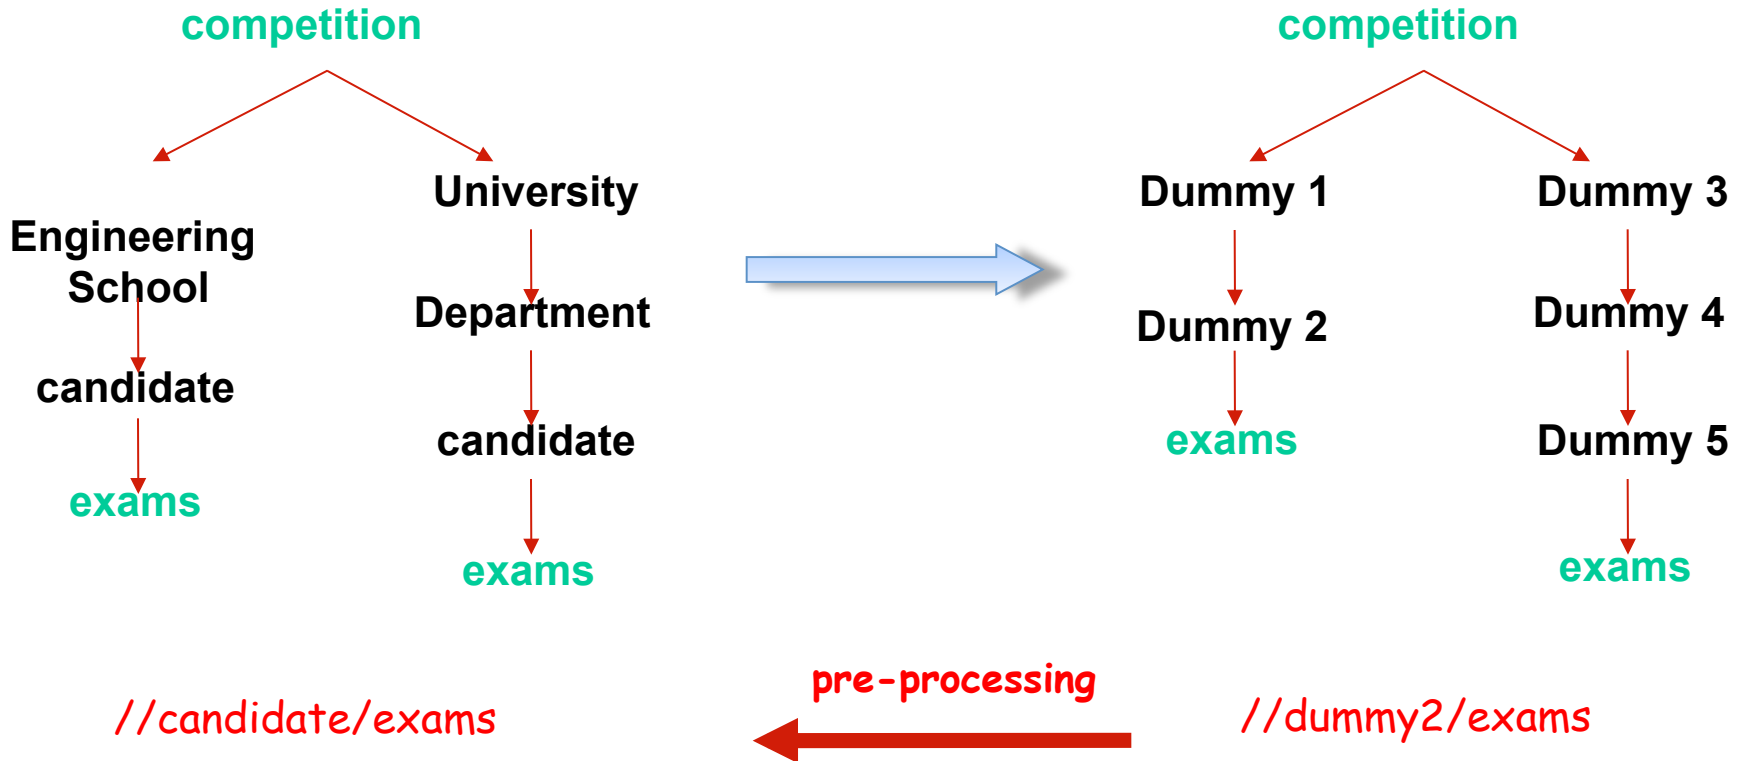 competition
Engineering
School
candidate
exams
University
Department
candidate
exams
competition
Dummy 1
Dummy 2
exams
Dummy 3
Dummy 4
Dummy 5
exams
//candidate/exams
pre-processing
//dummy2/exams